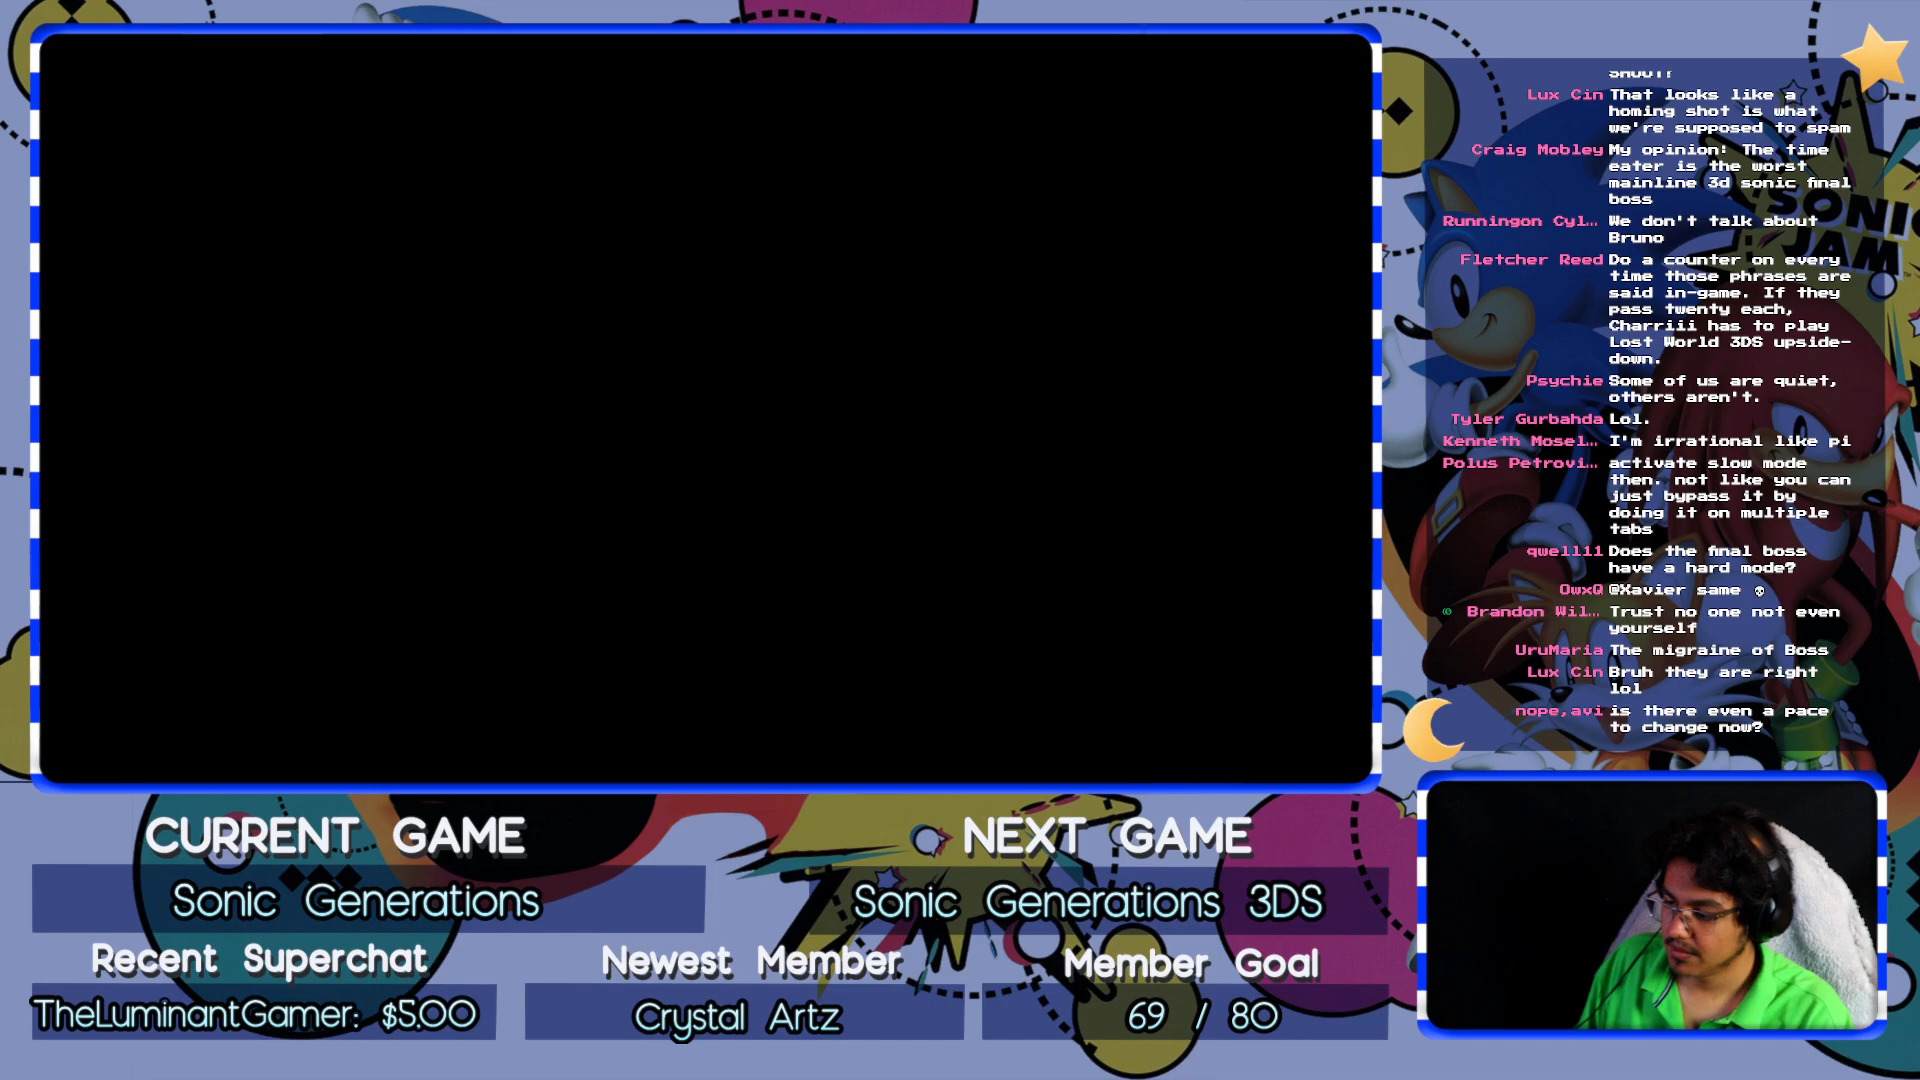 Lux Cin That looks like a
homing shot is what
we're supposed to spam
Craig Mobley My opinion: The time
eater is the worst
mainline 3d sonic final
boss
Runningon Cyl… We don't talk about
Bruno
Fletcher Reed Do a counter on every
time those phrases are
said in-game. If they
pass twenty each,
Charriii has to play
Lost World 3DS upside-
down.
Psychie Some of us are quiet,
others aren't.
Tyler Gurbahda Lol.
Kenneth Mosel… I'm irrational like pi
Polus Petrovi… activate slow mode
then. not like you can
just bypass it by
doing it on multiple
tabs
qwell11 Does the final boss
have a hard mode?
OwxQ @Xavier same 💀
Brandon Wil… Trust no one not even
yourself
UruMaria The migraine of Boss
Lux Cin Bruh they are right
lol
nope,avi is there even a pace
to change now?
SONIC
JAM
CURRENT GAME
Sonic Generations
NEXT GAME
Sonic Generations 3DS
Recent Superchat
TheLuminantGamer: $5.00
Newest Member
Crystal Artz
Member Goal
69 / 80